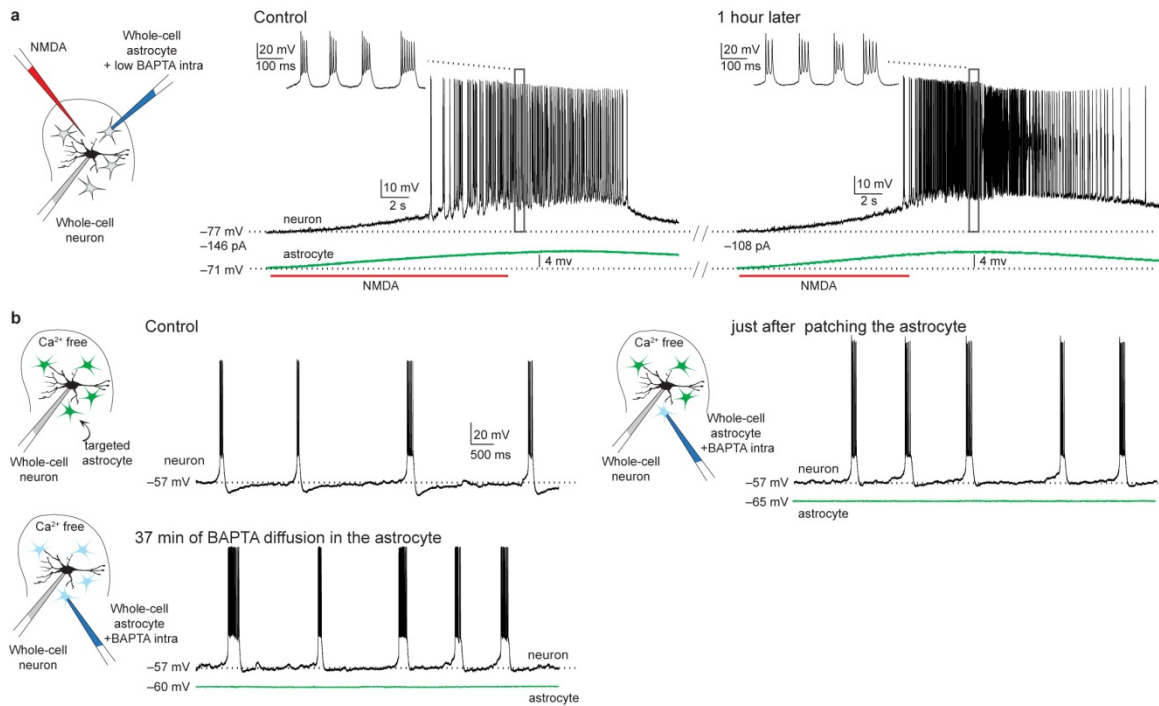 a
NMDA
Whole-cell
astrocyte
+ low BAPTA intra
Whole-cell
neuron
Control
20 mV
100 ms
10 mV
2 s
neuron
–77 mV
–146 pA
astrocyte
–71 mV
4 mv
NMDA
1 hour later
20 mV
100 ms
10 mV
2 s
–108 pA
4mv
NMDA
b
Ca²⁺ free
targeted
astrocyte
Whole-cell
neuron
Control
20 mV
500 ms
neuron
–57 mV
Ca²⁺ free
Whole-cell
astrocyte
+BAPTA intra
Whole-cell
neuron
just after patching the astrocyte
neuron
–57 mV
–65 mV
astrocyte
Ca²⁺ free
Whole-cell
astrocyte
+BAPTA intra
Whole-cell
neuron
37 min of BAPTA diffusion in the astrocyte
neuron
–57 mV
–60 mV
astrocyte